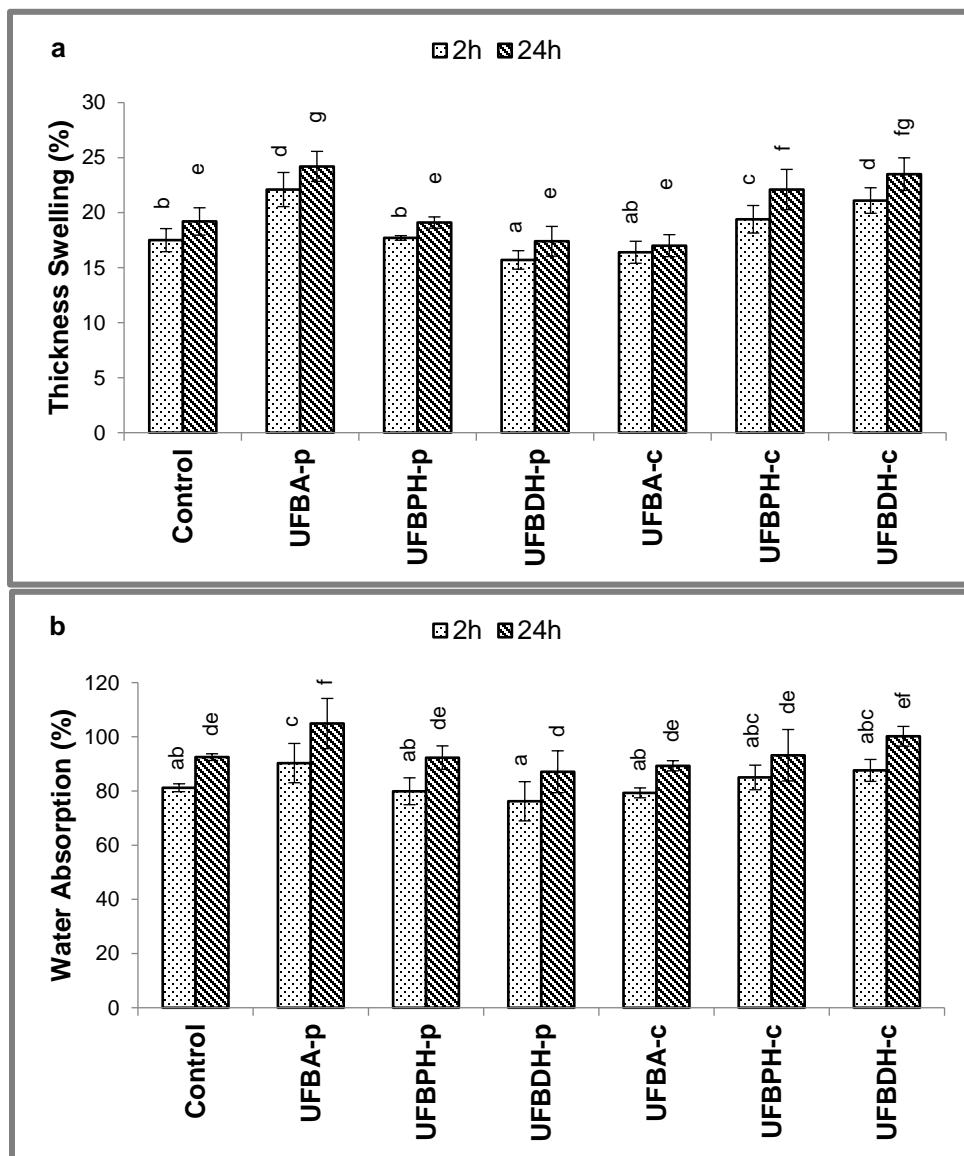 a
2h 24h
Thickness Swelling (%)
30
25
20
15
10
5
0
b e d g b e a e ab e c f d fg
Control UFBA-p UFBPH-p UFBDH-p UFBA-c UFBPH-c UFBDH-c
b
2h 24h
Water Absorption (%)
120
100
80
60
40
20
0
ab de c f ab de a d ab de abc de abc ef
Control UFBA-p UFBPH-p UFBDH-p UFBA-c UFBPH-c UFBDH-c